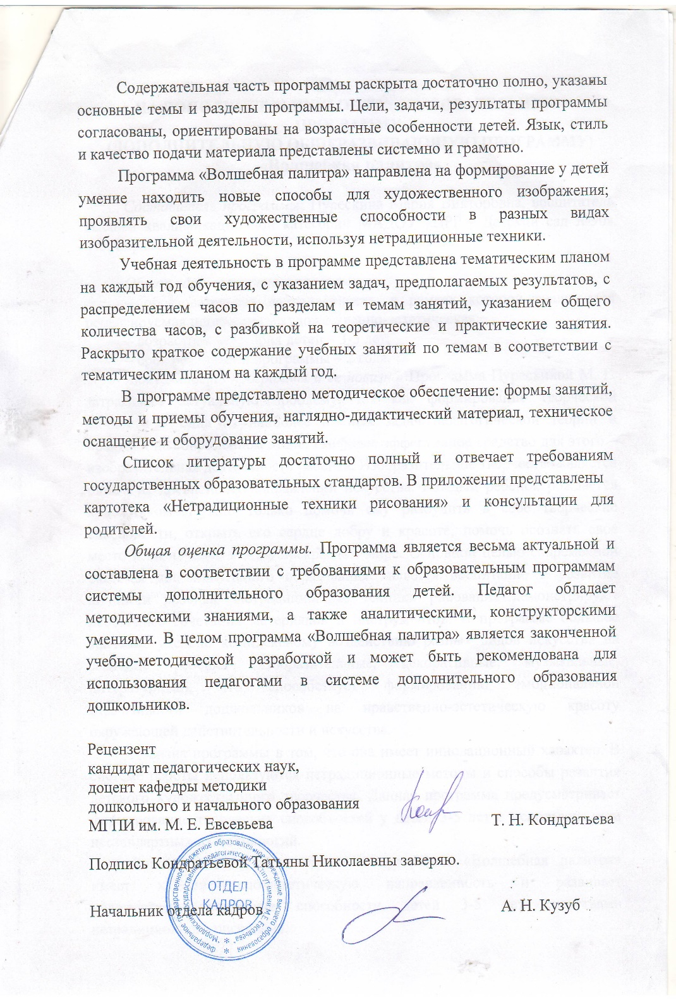 Содержательная часть программы раскрыта достаточно полно, указаны
основные темы и разделы программы. Цели, задачи, результаты программы
согласованы, ориентированы на возрастные особенности детей. Язык, стиль
и качество подачи материала представлены системно и грамотно.
Программа «Волшебная палитра» направлена на формирование у детей
умение находить новые способы для художественного изображения;
проявлять свои художественные способности в разных видах
изобразительной деятельности, используя нетрадиционные техники.
Учебная деятельность в программе представлена тематическим планом
на каждый год обучения, с указанием задач, предполагаемых результатов, с
распределением часов по разделам и темам занятий, указанием общего
количества часов, с разбивкой на теоретические и практические занятия.
Раскрыто краткое содержание учебных занятий по темам в соответствии с
тематическим планом на каждый год.
В программе представлено методическое обеспечение: формы занятий,
методы и приемы обучения, наглядно-дидактический материал, техническое
оснащение и оборудование занятий.
Список литературы достаточно полный и отвечает требованиям
государственных образовательных стандартов. В приложении представлены
картотека «Нетрадиционные техники рисования» и консультации для
родителей.
Общая оценка программы. Программа является весьма актуальной и
составлена в соответствии с требованиями к образовательным программам
системы дополнительного образования детей. Педагог обладает
методическими знаниями, а также аналитическими, конструкторскими
умениями. В целом программа «Волшебная палитра» является законченной
учебно-методической разработкой и может быть рекомендована для
использования педагогами в системе дополнительного образования
дошкольников.
Рецензент
кандидат педагогических наук,
доцент кафедры методики
дошкольного и начального образования
МГПИ им. М. Е. Евсевьева Т. Н. Кондратьева
Подпись Кондратьевой Татьяны Николаевны заверяю.
Начальник отдела кадров А. Н. Кузуб
ОТДЕЛ
КАДРОВ
Федеральное государственное бюджетное образовательное учреждение высшего образования
"Мордовский государственный педагогический институт имени М.Е. Евсевьева"